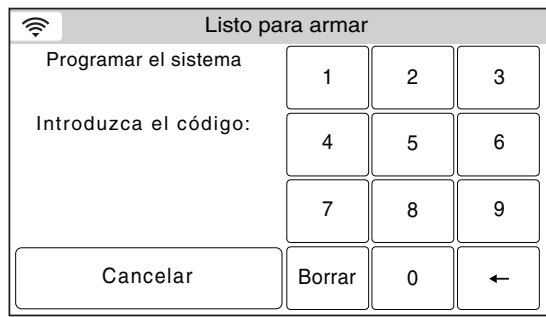 Listo para armar
Programar el sistema
1 2 3
Introduzca el código:
4 5 6
7 8 9
Cancelar
Borrar 0 ←